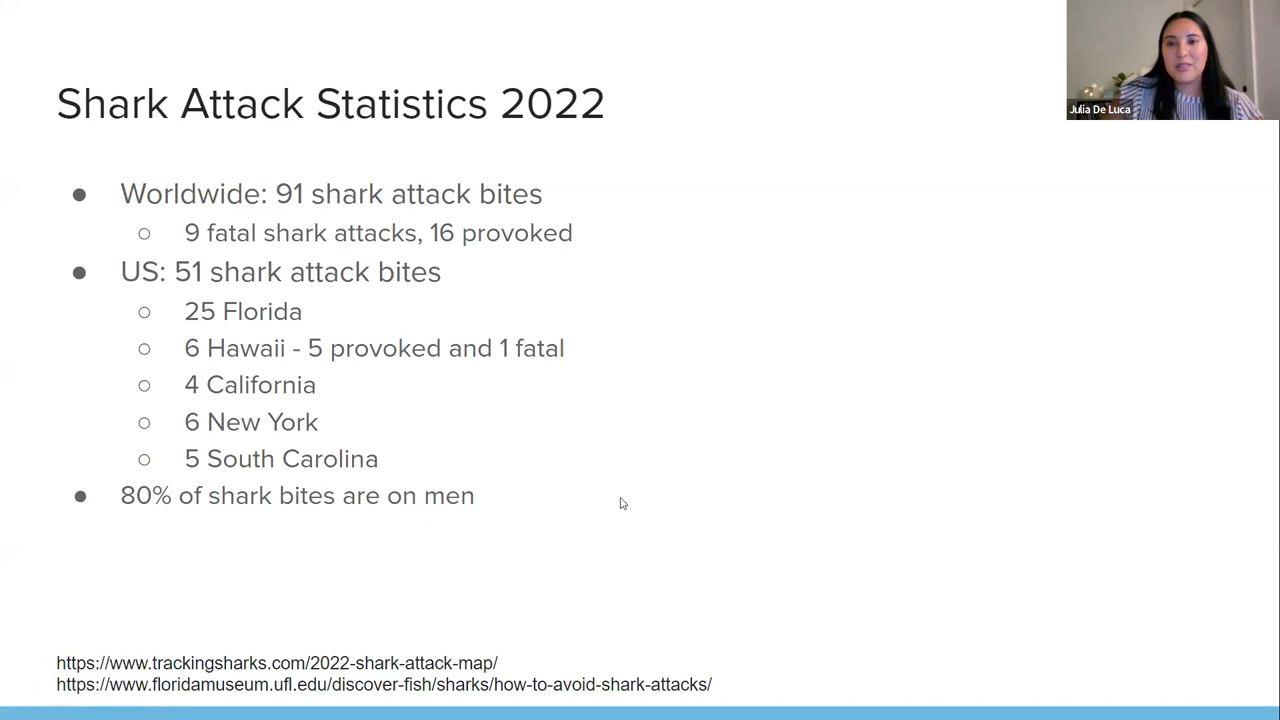 Shark Attack Statistics 2022
Julia De Luca
● Worldwide: 91 shark attack bites
○ 9 fatal shark attacks, 16 provoked
● US: 51 shark attack bites
○ 25 Florida
○ 6 Hawaii - 5 provoked and 1 fatal
○ 4 California
○ 6 New York
○ 5 South Carolina
● 80% of shark bites are on men
https://www.trackingsharks.com/2022-shark-attack-map/
https://www.floridamuseum.ufl.edu/discover-fish/sharks/how-to-avoid-shark-attacks/